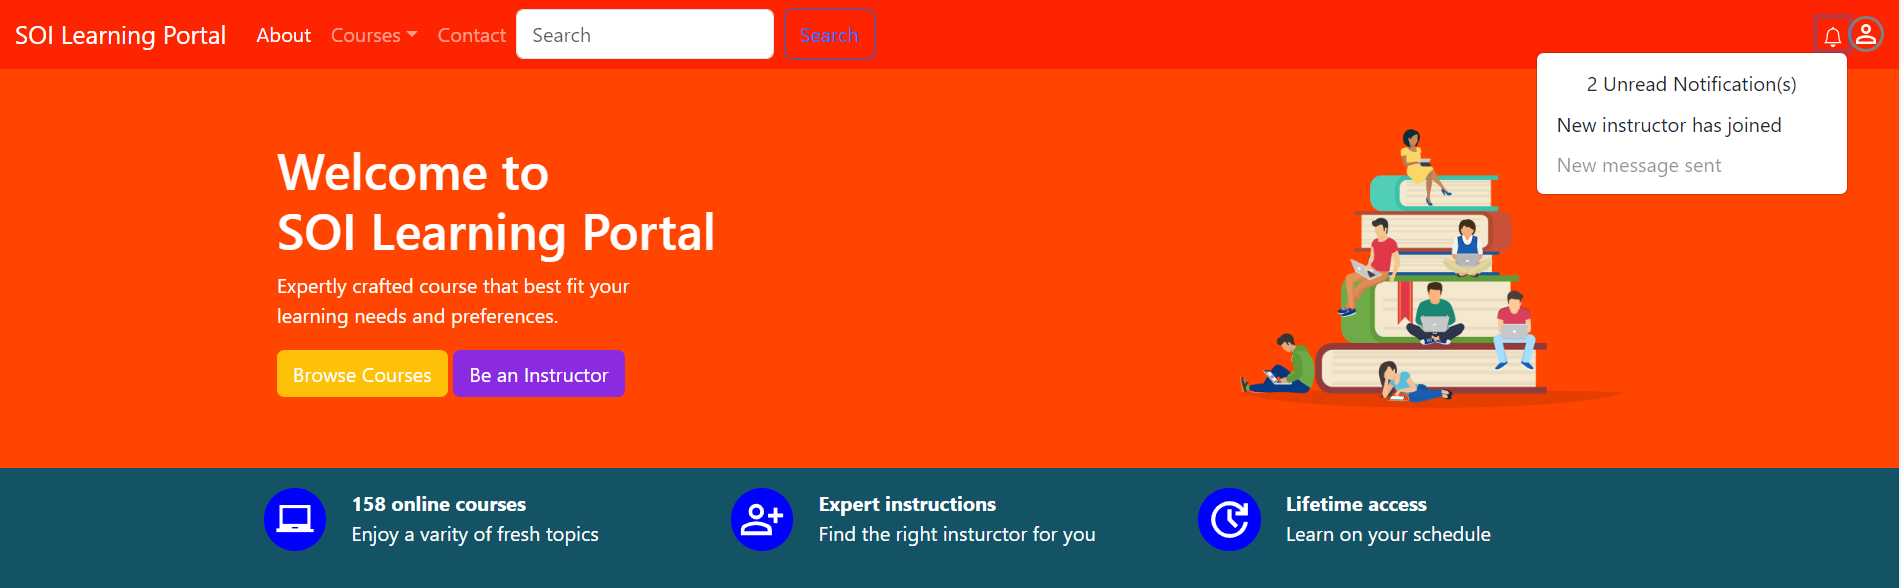 SOI Learning Portal About Courses Contact Search Search
2 Unread Notification(s)
New instructor has joined
New message sent
Welcome to
SOI Learning Portal
Expertly crafted course that best fit your
learning needs and preferences.
Browse Courses Be an Instructor
158 online courses
Enjoy a varity of fresh topics
Expert instructions
Find the right insturctor for you
Lifetime access
Learn on your schedule